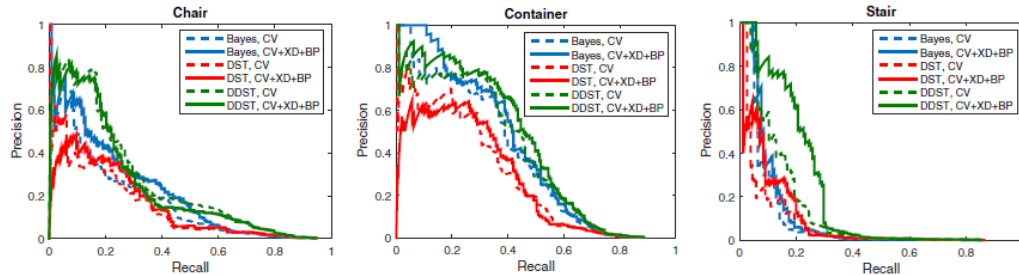 Chair
Precision
1
0.8
0.6
0.4
0.2
0
0 0.2 0.4 0.6 0.8 1
Recall
Bayes, CV
Bayes, CV+XD+BP
DST, CV
DST, CV+XD+BP
DDST, CV
DDST, CV+XD+BP
Container
Precision
1
0.8
0.6
0.4
0.2
0
0 0.2 0.4 0.6 0.8 1
Recall
Bayes, CV
Bayes, CV+XD+BP
DST, CV
DST, CV+XD+BP
DDST, CV
DDST, CV+XD+BP
Stair
Precision
1
0.8
0.6
0.4
0.2
0
0 0.2 0.4 0.6 0.8
Recall
Bayes, CV
Bayes, CV+XD+BP
DST, CV
DST, CV+XD+BP
DDST, CV
DDST, CV+XD+BP